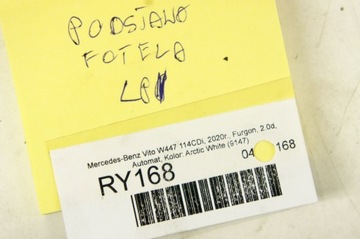 PODSTAWA
FOTELA
LP
Mercedes-Benz Vito W447 114CDi, 2020r., Furgon, 2.0d,
Automat, Kolor: Arctic White (9147)
RY168
04 168